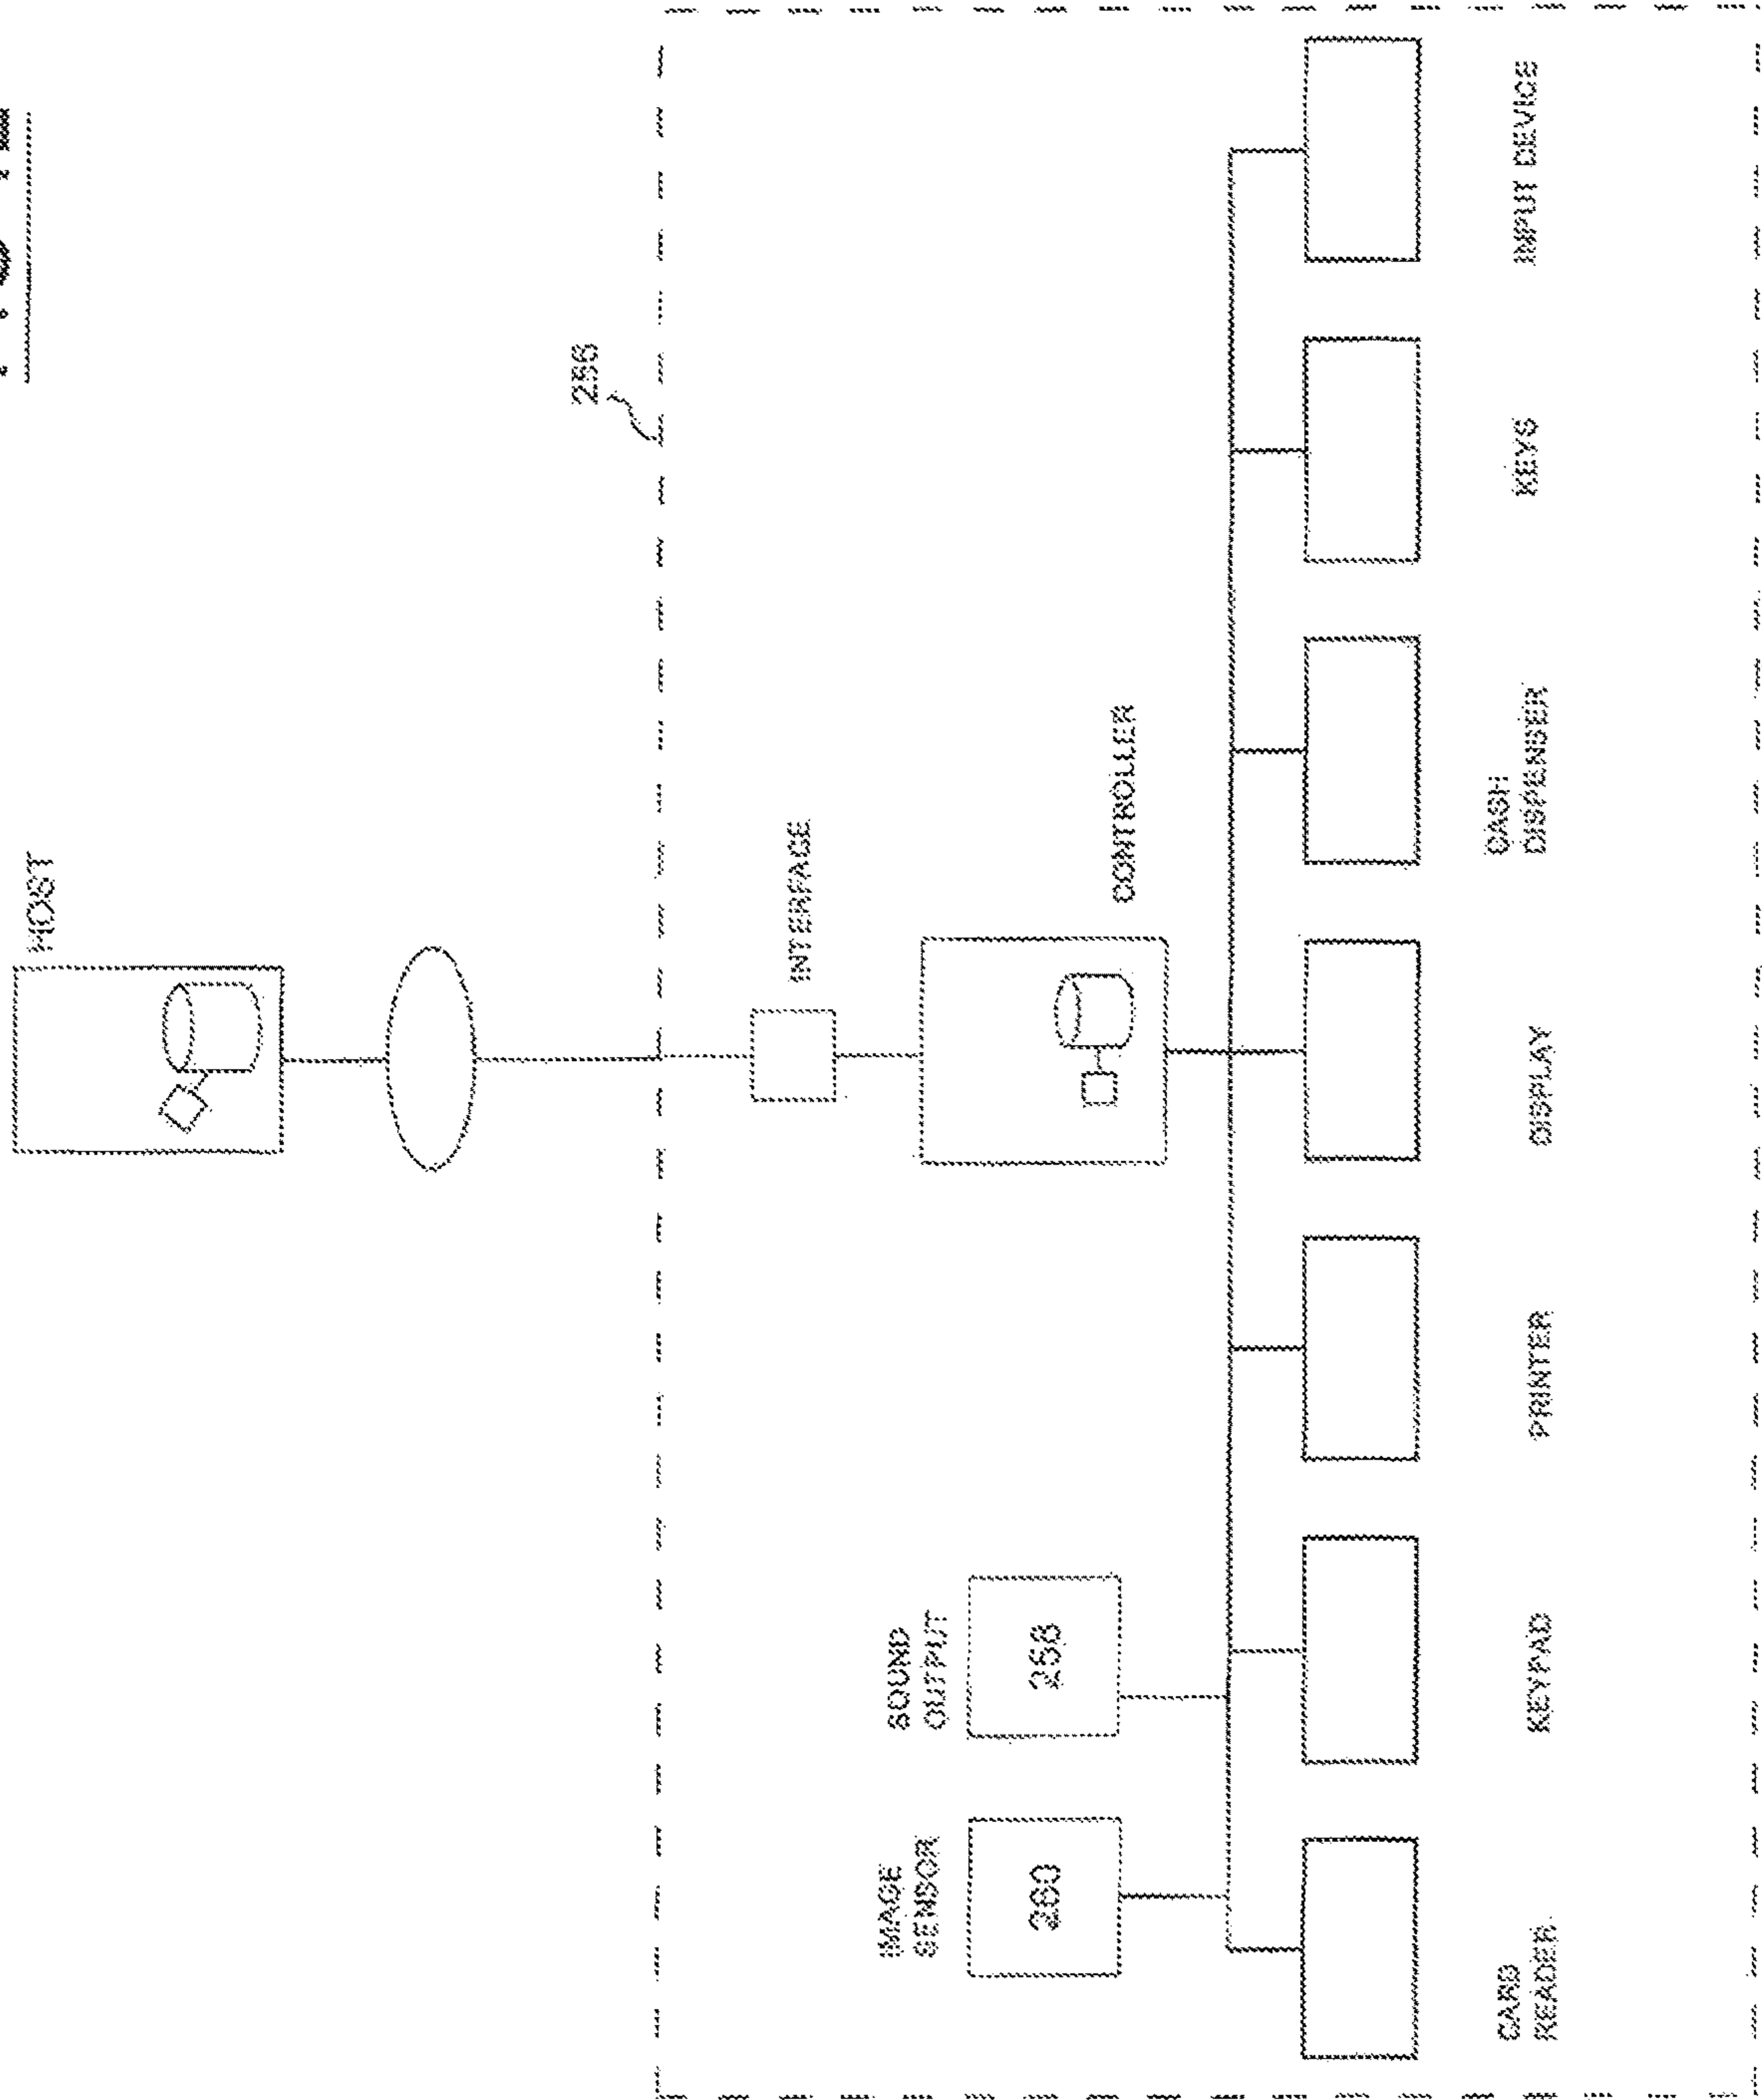 HOST
256
INTERFACE
CONTROLLER
SOUND
OUTPUT
258
IMAGE
SENSOR
260
CARD
READER
KEYPAD
PRINTER
DISPLAY
CASH
DISPENSER
KEYS
INPUT DEVICE